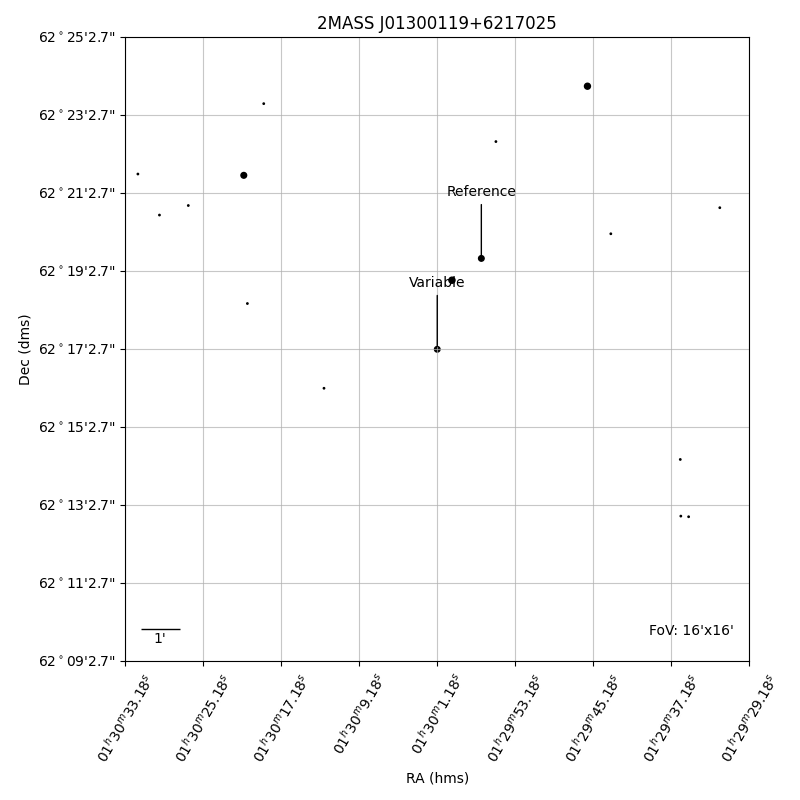 2MASS J01300119+6217025
62°25'2.7"
62°23'2.7"
62°21'2.7"
62°19'2.7"
62°17'2.7"
62°15'2.7"
62°13'2.7"
62°11'2.7"
62°09'2.7"
Dec (dms)
Reference
Variable
1'
FoV: 16'x16'
01ʰ30ᵐ33.18ˢ
01ʰ30ᵐ25.18ˢ
01ʰ30ᵐ17.18ˢ
01ʰ30ᵐ9.18ˢ
01ʰ30ᵐ1.18ˢ
01ʰ29ᵐ53.18ˢ
01ʰ29ᵐ45.18ˢ
01ʰ29ᵐ37.18ˢ
01ʰ29ᵐ29.18ˢ
RA (hms)